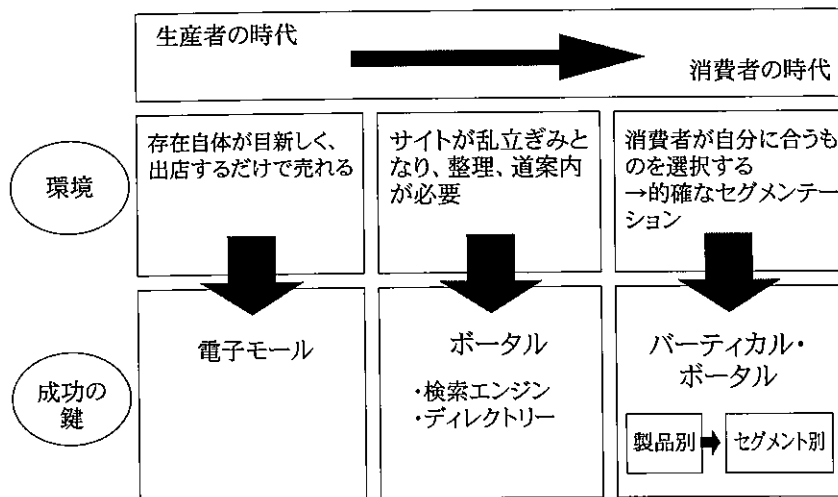 生産者の時代
消費者の時代
環境
存在自体が目新しく、
出店するだけで売れる
サイトが乱立ぎみと
なり、整理、道案内
が必要
消費者が自分に合うも
のを選択する
→的確なセグメンテー
ション
成功の
鍵
電子モール
ポータル
・検索エンジン
・ディレクトリー
バーティカル・
ポータル
製品別
セグメント別